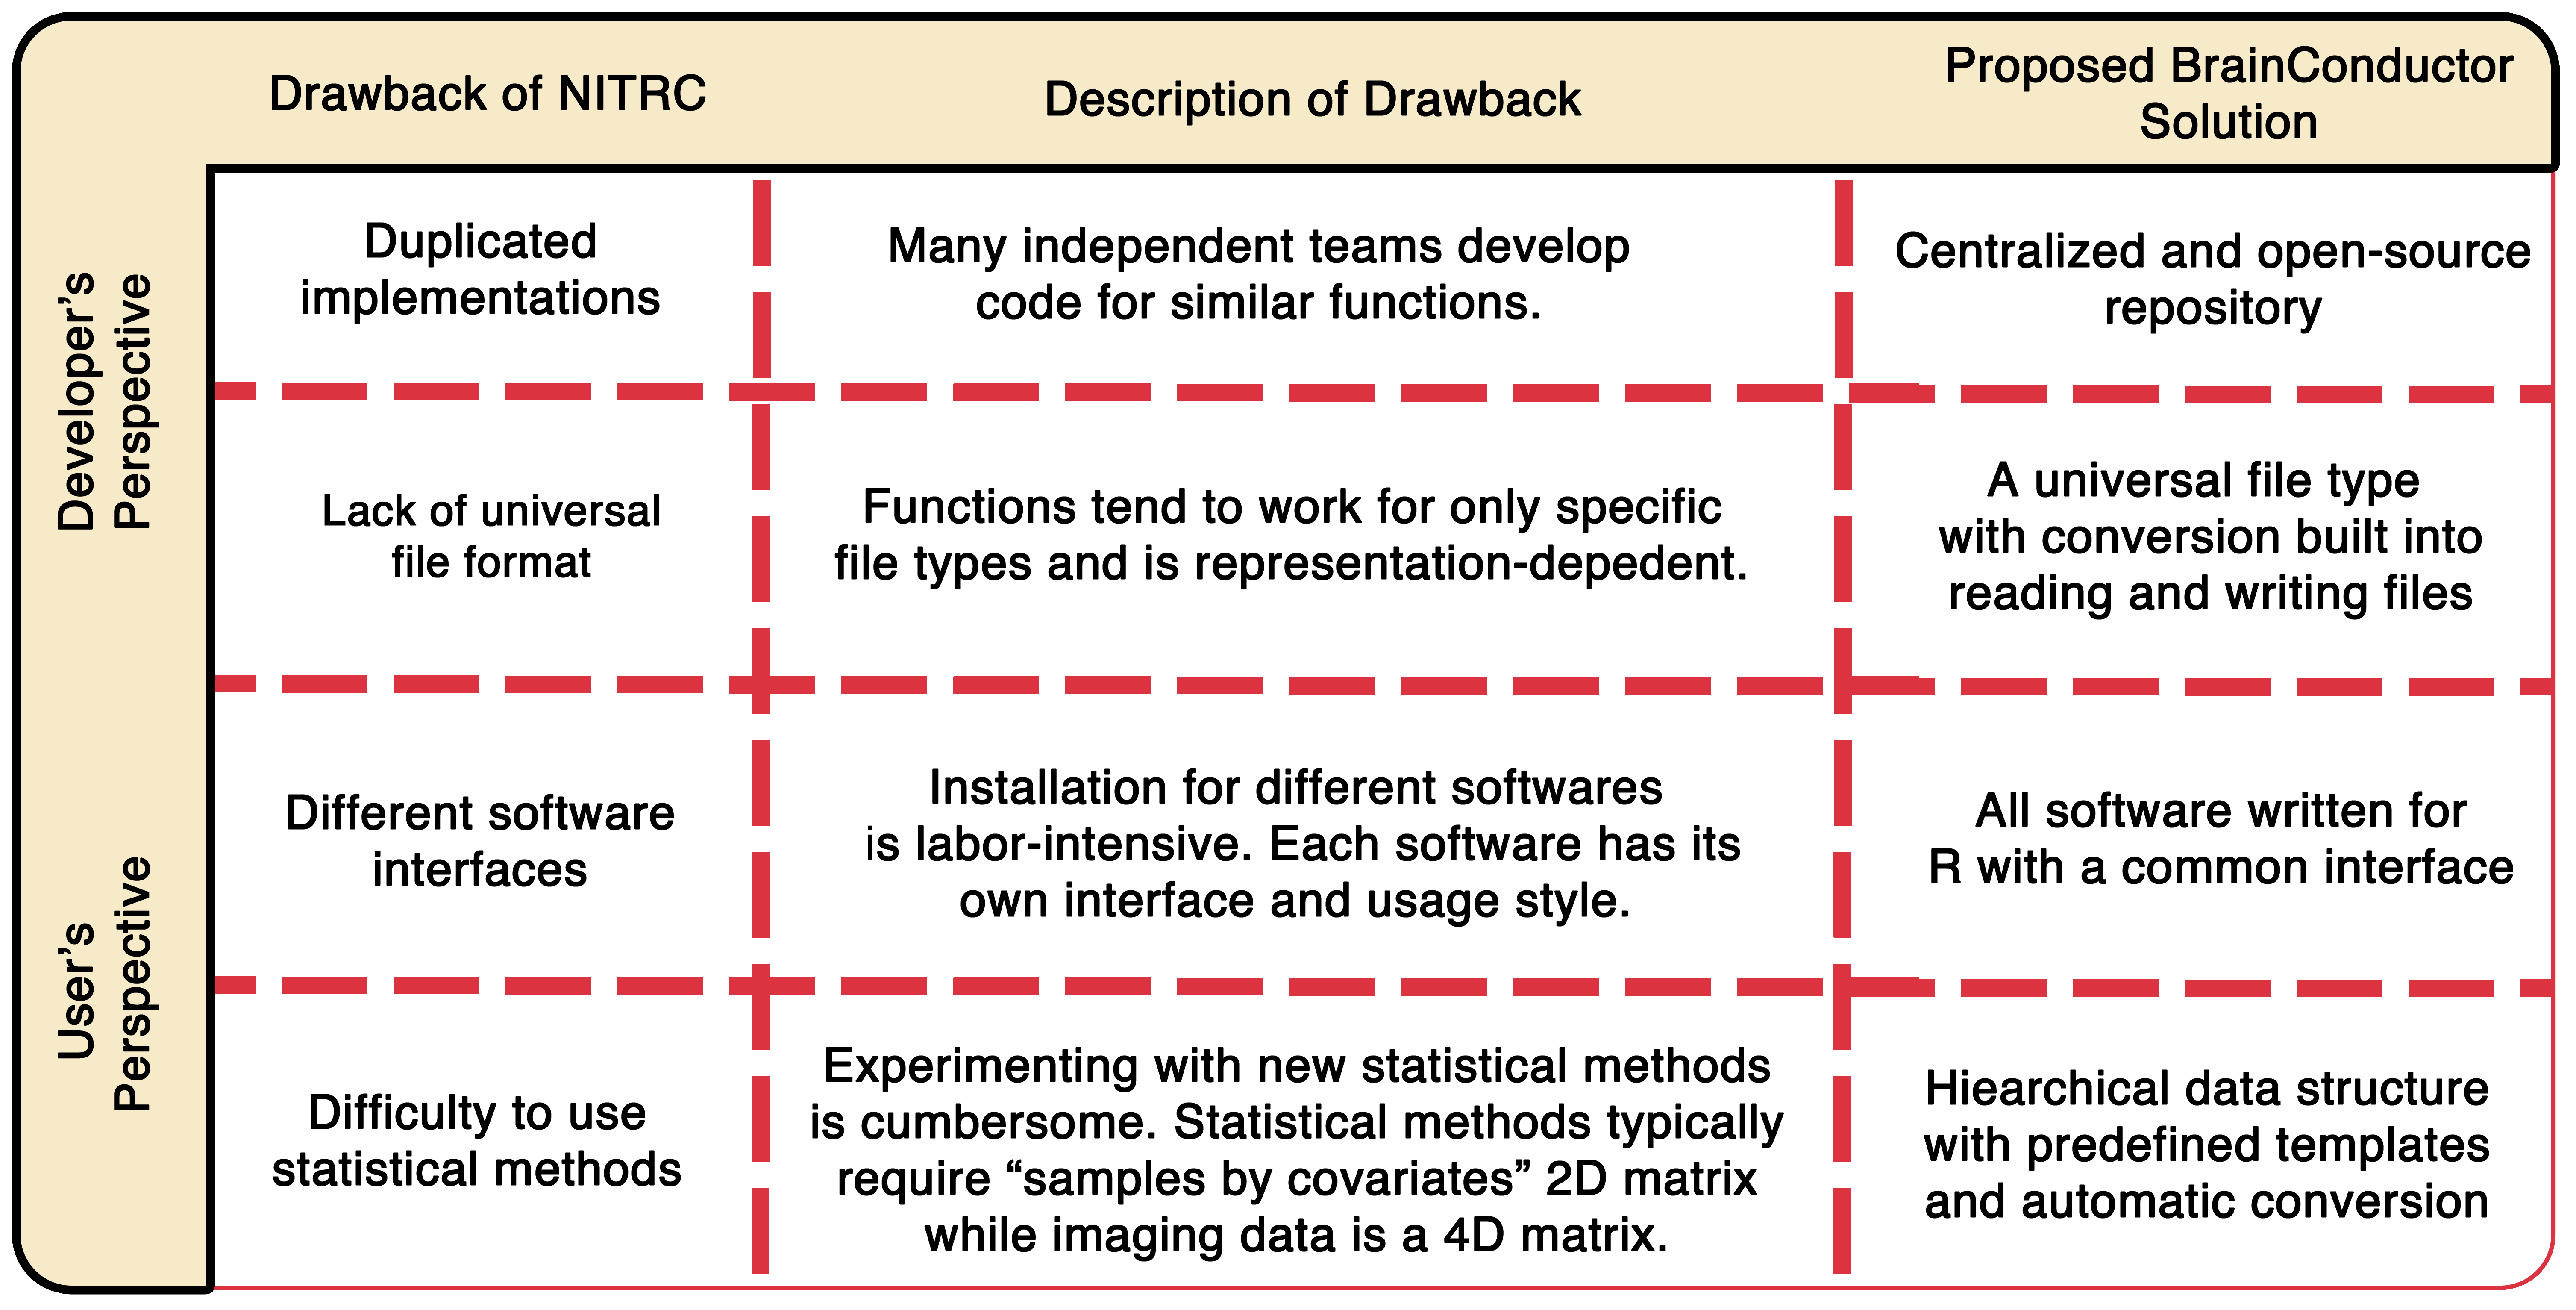 Drawback of NITRC
Description of Drawback
Proposed BrainConductor
Solution
Developer's
Perspective
Duplicated
implementations
Many independent teams develop
code for similar functions.
Centralized and open-source
repository
Lack of universal
file format
Functions tend to work for only specific
file types and is representation-depedent.
A universal file type
with conversion built into
reading and writing files
User's
Perspective
Different software
interfaces
Installation for different softwares
is labor-intensive. Each software has its
own interface and usage style.
All software written for
R with a common interface
Difficulty to use
statistical methods
Experimenting with new statistical methods
is cumbersome. Statistical methods typically
require “samples by covariates” 2D matrix
while imaging data is a 4D matrix.
Hiearchical data structure
with predefined templates
and automatic conversion